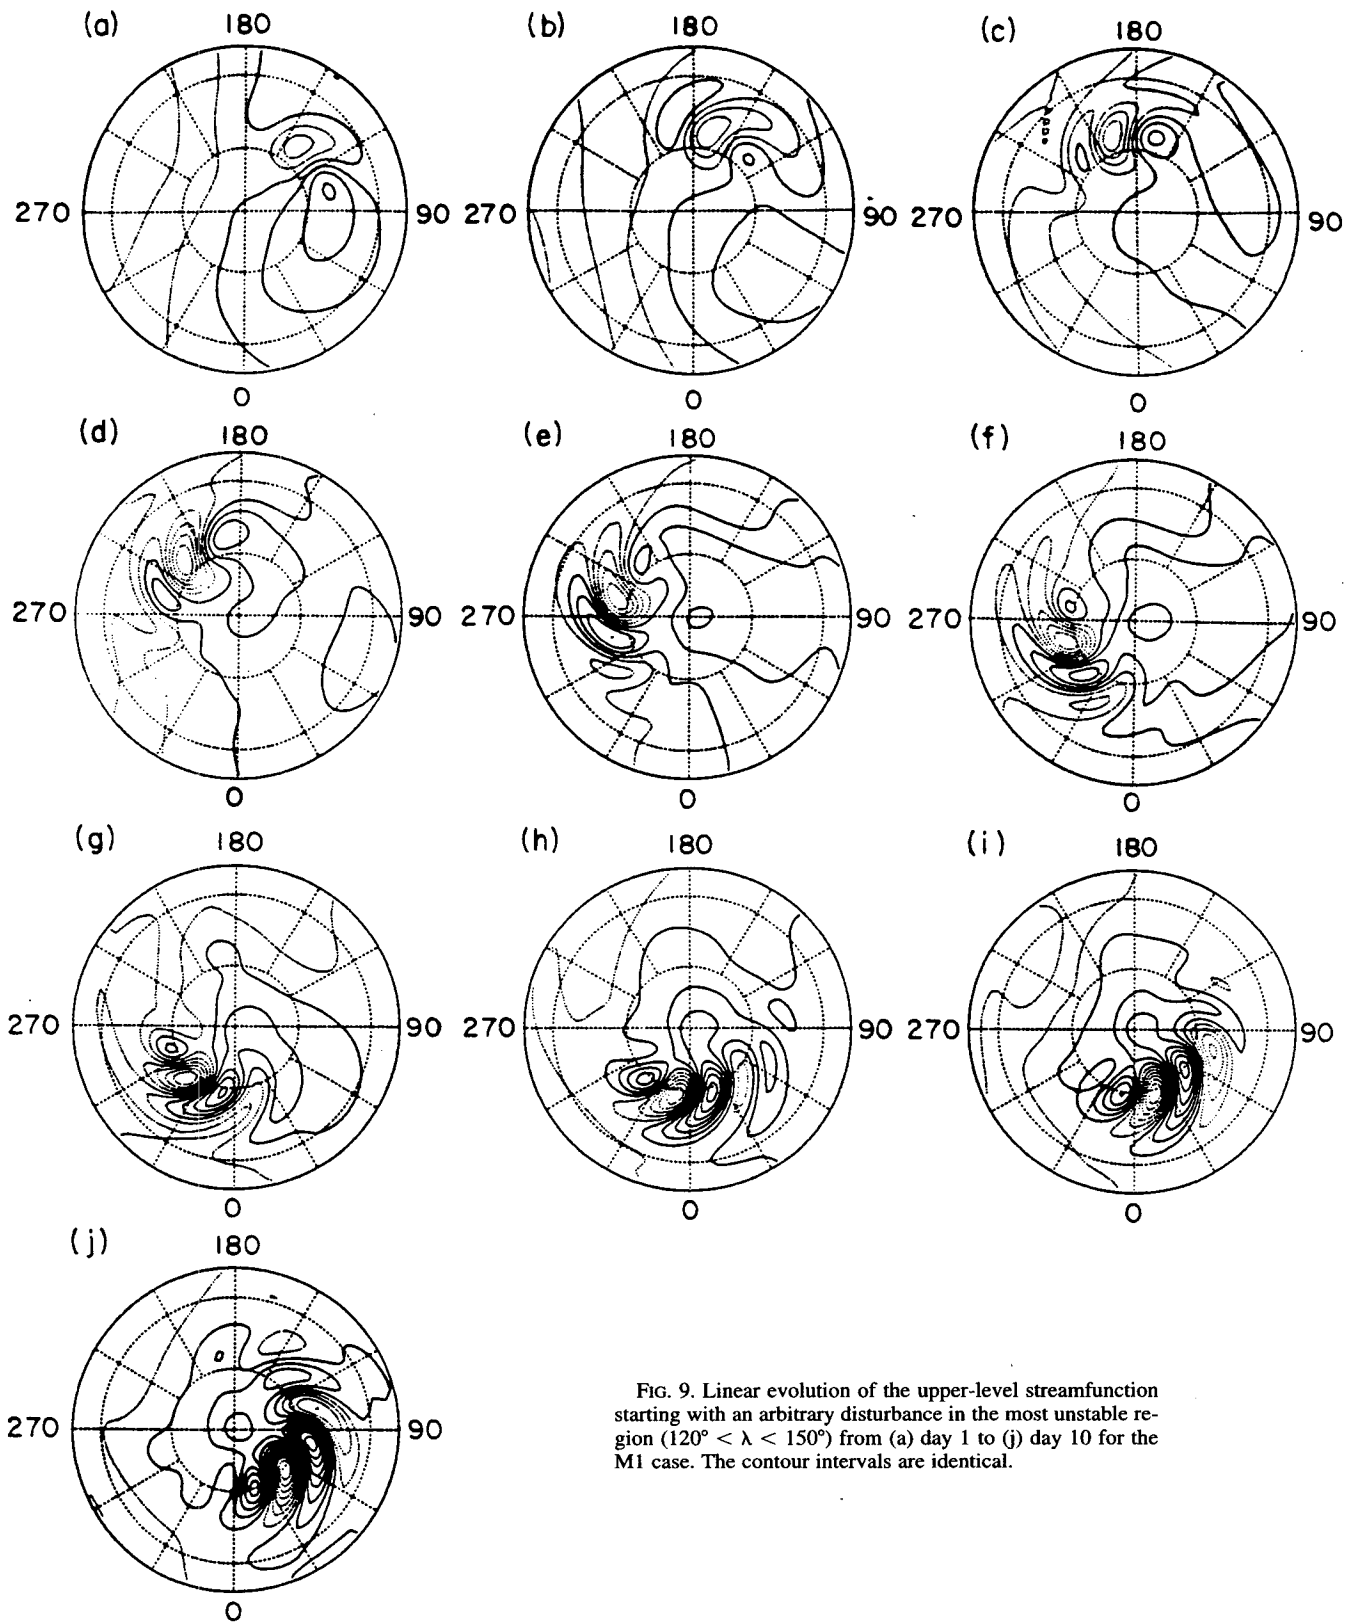 (a) 180
270 90
0
(b) 180
270 90
0
(c) 180
270 90
0
(d) 180
270 90
0
(e) 180
270 90
0
(f) 180
270 90
0
(g) 180
270 90
0
(h) 180
270 90
0
(i) 180
270 90
0
(j) 180
270 90
0
FIG. 9. Linear evolution of the upper-level streamfunction
starting with an arbitrary disturbance in the most unstable re-
gion (120° < λ < 150°) from (a) day 1 to (j) day 10 for the
M1 case. The contour intervals are identical.